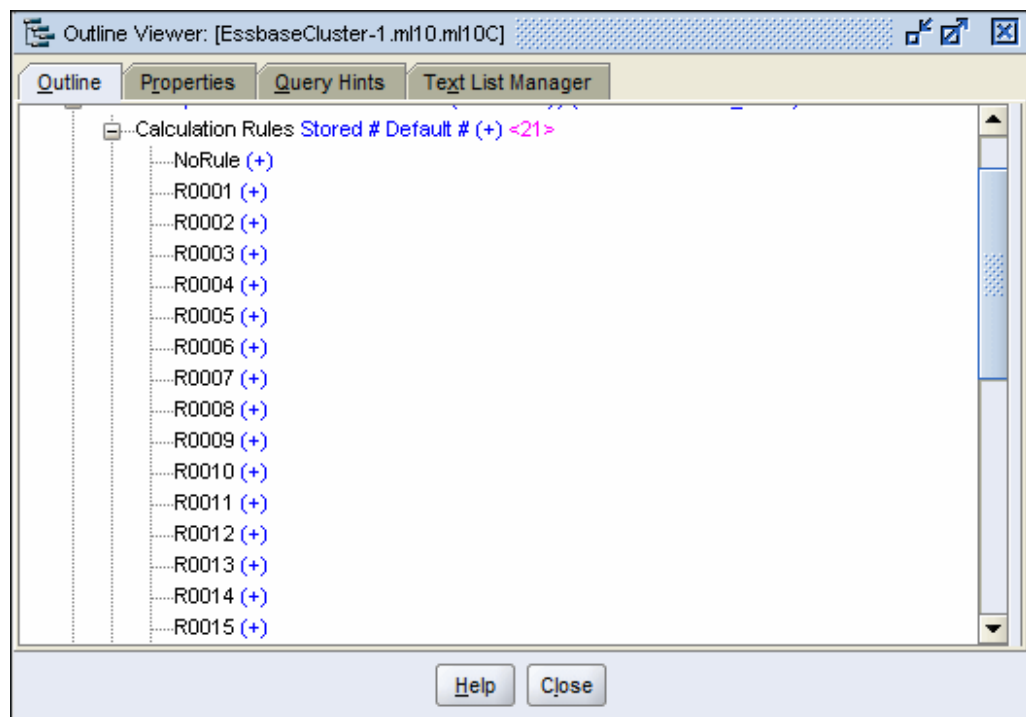 Outline Viewer: [EssbaseCluster-1.ml10.ml10C]
Outline Properties Query Hints Text List Manager
Calculation Rules Stored # Default # (+) <21>
NoRule (+)
R0001 (+)
R0002 (+)
R0003 (+)
R0004 (+)
R0005 (+)
R0006 (+)
R0007 (+)
R0008 (+)
R0009 (+)
R0010 (+)
R0011 (+)
R0012 (+)
R0013 (+)
R0014 (+)
R0015 (+)
Help Close